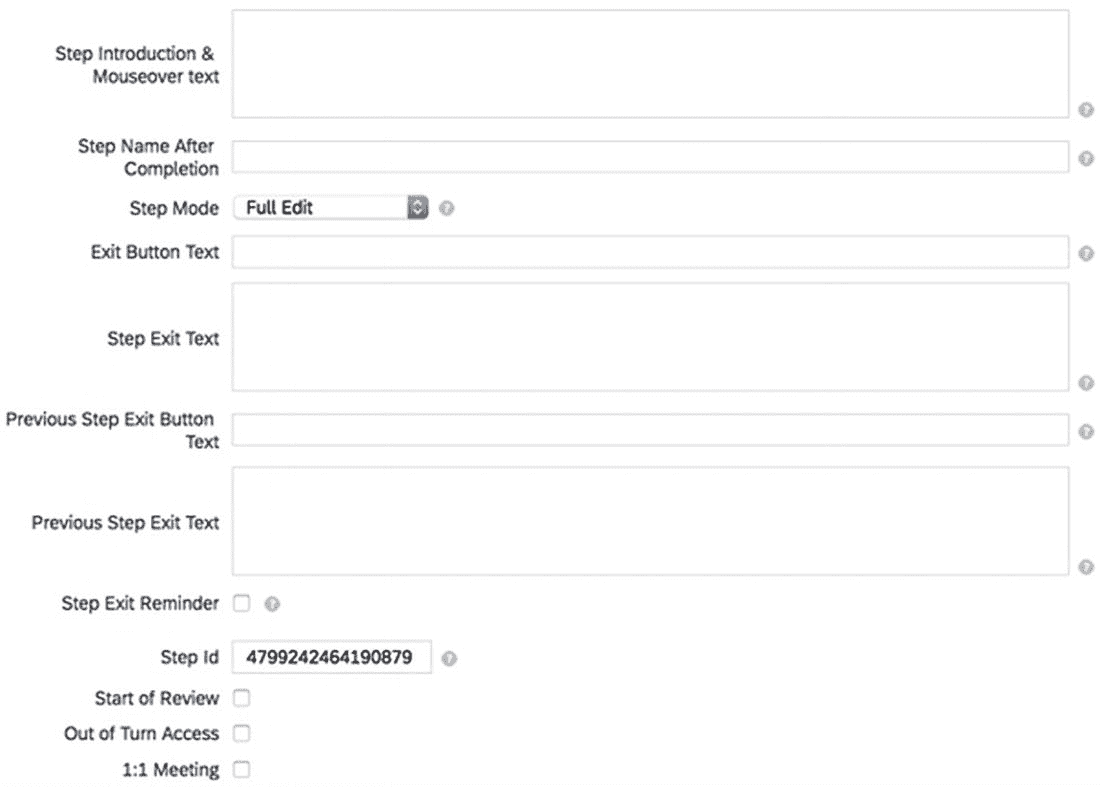 Step Introduction &
Mouseover text
Step Name After
Completion
Step Mode Full Edit
Exit Button Text
Step Exit Text
Previous Step Exit Button
Text
Previous Step Exit Text
Step Exit Reminder
Step Id 4799242464190879
Start of Review
Out of Turn Access
1:1 Meeting